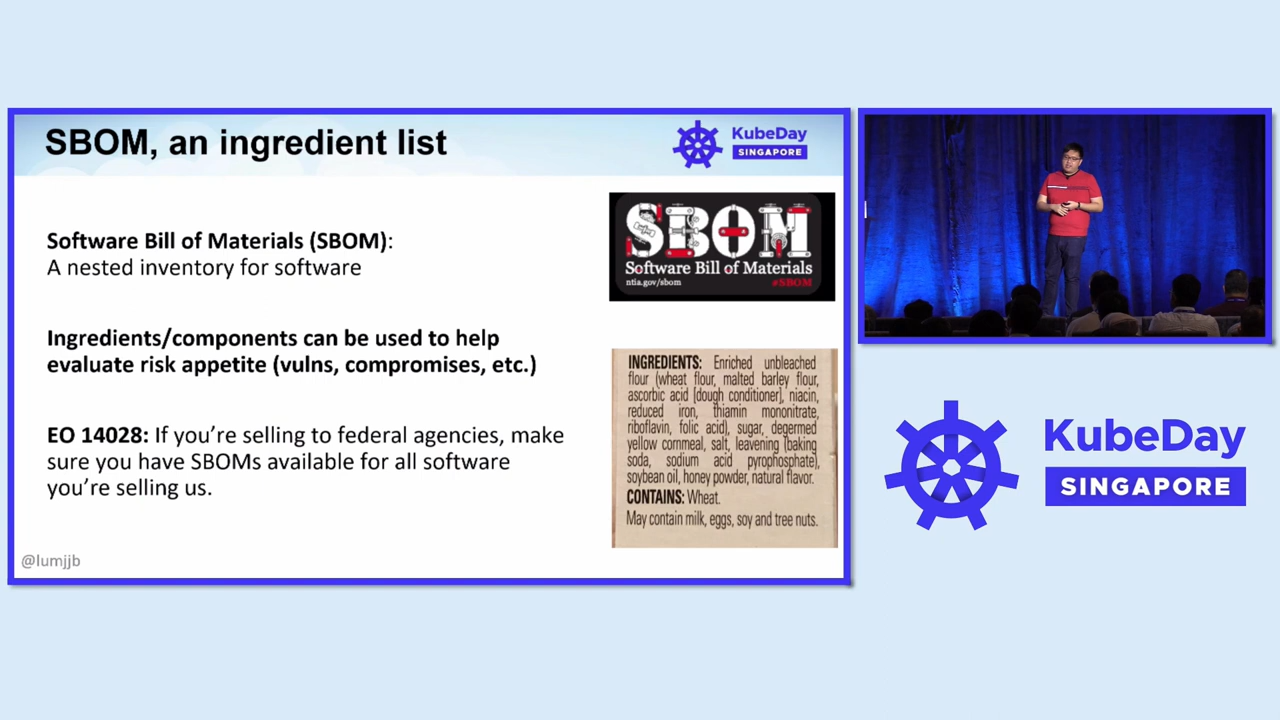 SBOM, an ingredient list
KubeDay
SINGAPORE
Software Bill of Materials (SBOM):
A nested inventory for software
Ingredients/components can be used to help
evaluate risk appetite (vulns, compromises, etc.)
EO 14028: If you’re selling to federal agencies, make
sure you have SBOMs available for all software
you’re selling us.
@lumjjb
SBOM
Software Bill of Materials
ntia.gov/sbom #SBOM
INGREDIENTS: Enriched unbleached
flour (wheat flour, malted barley flour,
ascorbic acid [dough conditioner], niacin,
reduced iron, thiamin mononitrate,
riboflavin, folic acid), sugar, degermed
yellow cornmeal, salt, leavening (baking
soda, sodium acid pyrophosphate),
soybean oil, honey powder, natural flavor.
CONTAINS: Wheat.
May contain milk, eggs, soy and tree nuts.
KubeDay
SINGAPORE